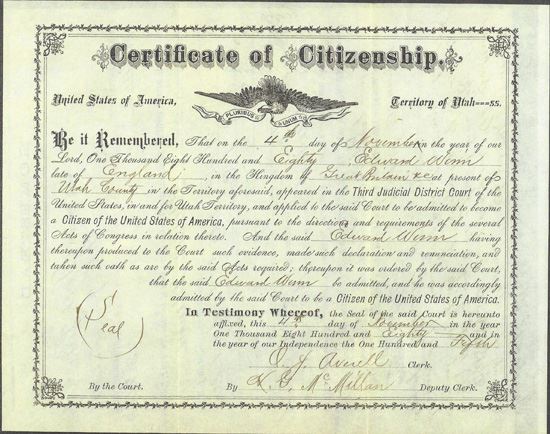 Certificate of Citizenship.
PLURIBUS UNUM
United States of America, Territory of Utah===ss.
Be it Remembered, That on the 4th day of November in the year of our
Lord, One Thousand Eight Hundred and Eighty Edward Wenn
late of England, in the Kingdom of Great Britain &c at present of
Utah County in the Territory aforesaid, appeared in the Third Judicial District Court of the
United States, in and for Utah Territory, and applied to the said Court to be admitted to become
a Citizen of the United States of America, pursuant to the directions and requirements of the several
Acts of Congress in relation thereto. And the said Edward Wenn having
thereupon produced to the Court such evidence, made such declaration and renunciation, and
taken such oath as are by the said Acts required; thereupon it was ordered by the said Court,
that the said Edward Wenn be admitted, and he was accordingly
admitted by the said Court to be a Citizen of the United States of America.
In Testimony Whereof, the Seal of the said Court is hereunto
affixed, this 4th day of November in the year
One Thousand Eight Hundred and Eighty and in
the year of our Independence the One Hundred and Fifth
Seal
O. J. Averell Clerk.
By the Court. By H. G. McMillan Deputy Clerk.